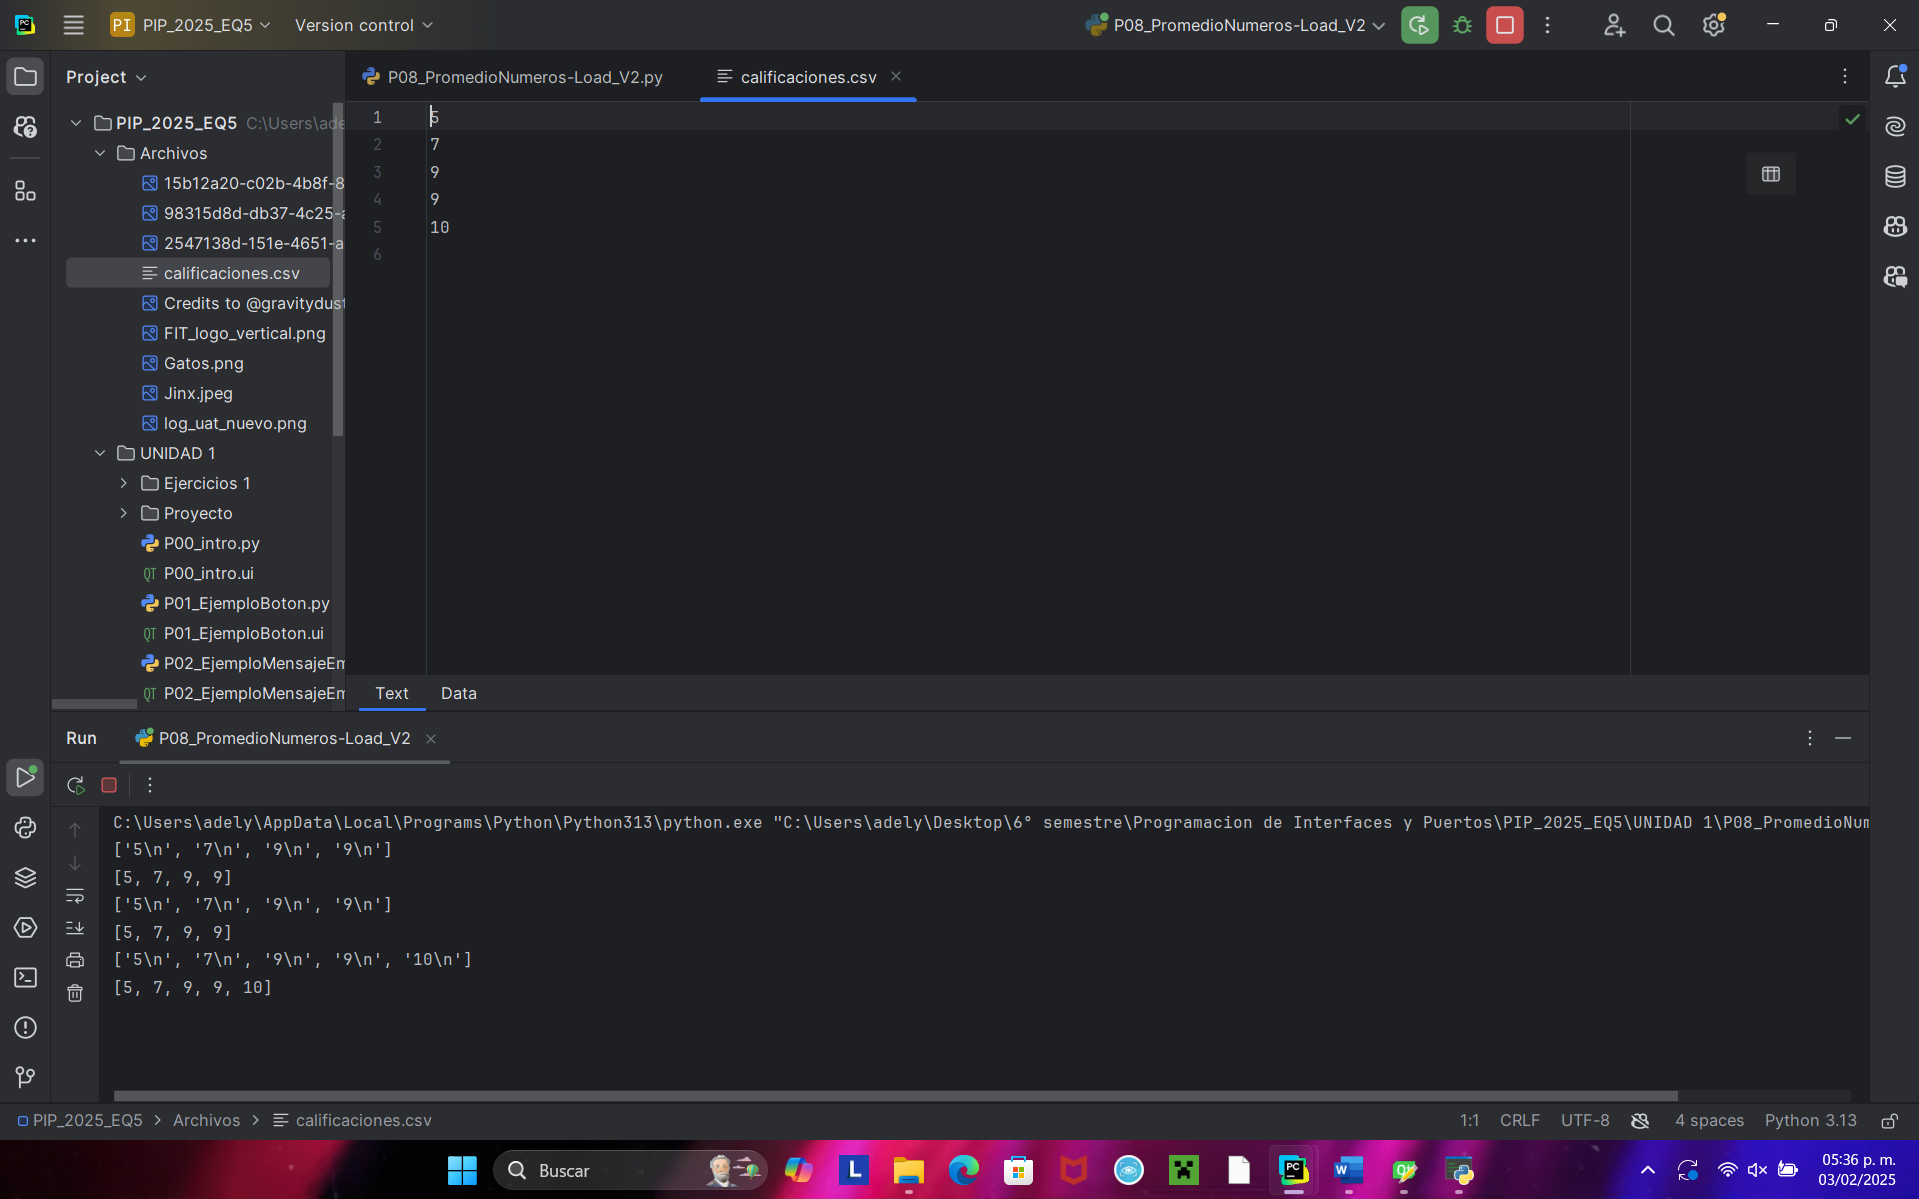 PI PIP_2025_EQ5 Version control P08_PromedioNumeros-Load_V2
Project
P08_PromedioNumeros-Load_V2.py calificaciones.csv
PIP_2025_EQ5 C:\Users\ade
Archivos
15b12a20-c02b-4b8f-8
98315d8d-db37-4c25-a
2547138d-151e-4651-a
calificaciones.csv
Credits to @gravitydust
FIT_logo_vertical.png
Gatos.png
Jinx.jpeg
log_uat_nuevo.png
UNIDAD 1
Ejercicios 1
Proyecto
P00_intro.py
P00_intro.ui
P01_EjemploBoton.py
P01_EjemploBoton.ui
P02_EjemploMensajeEm
P02_EjemploMensajeEm
1 5
2 7
3 9
4 9
5 10
6
Text Data
Run P08_PromedioNumeros-Load_V2
C:\Users\adely\AppData\Local\Programs\Python\Python313\python.exe "C:\Users\adely\Desktop\6° semestre\Programacion de Interfaces y Puertos\PIP_2025_EQ5\UNIDAD 1\P08_PromedioNum
['5\n', '7\n', '9\n', '9\n']
[5, 7, 9, 9]
['5\n', '7\n', '9\n', '9\n']
[5, 7, 9, 9]
['5\n', '7\n', '9\n', '9\n', '10\n']
[5, 7, 9, 9, 10]
PIP_2025_EQ5 > Archivos > calificaciones.csv
1:1 CRLF UTF-8 4 spaces Python 3.13
Buscar
05:36 p. m.
03/02/2025